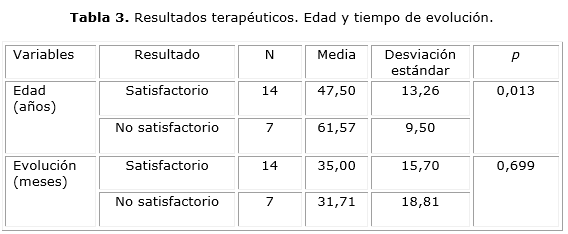 Tabla 3. Resultados terapéuticos. Edad y tiempo de evolución.
Variables Resultado N Media Desviación estándar p
Edad (años) Satisfactorio 14 47,50 13,26 0,013
No satisfactorio 7 61,57 9,50
Evolución (meses) Satisfactorio 14 35,00 15,70 0,699
No satisfactorio 7 31,71 18,81